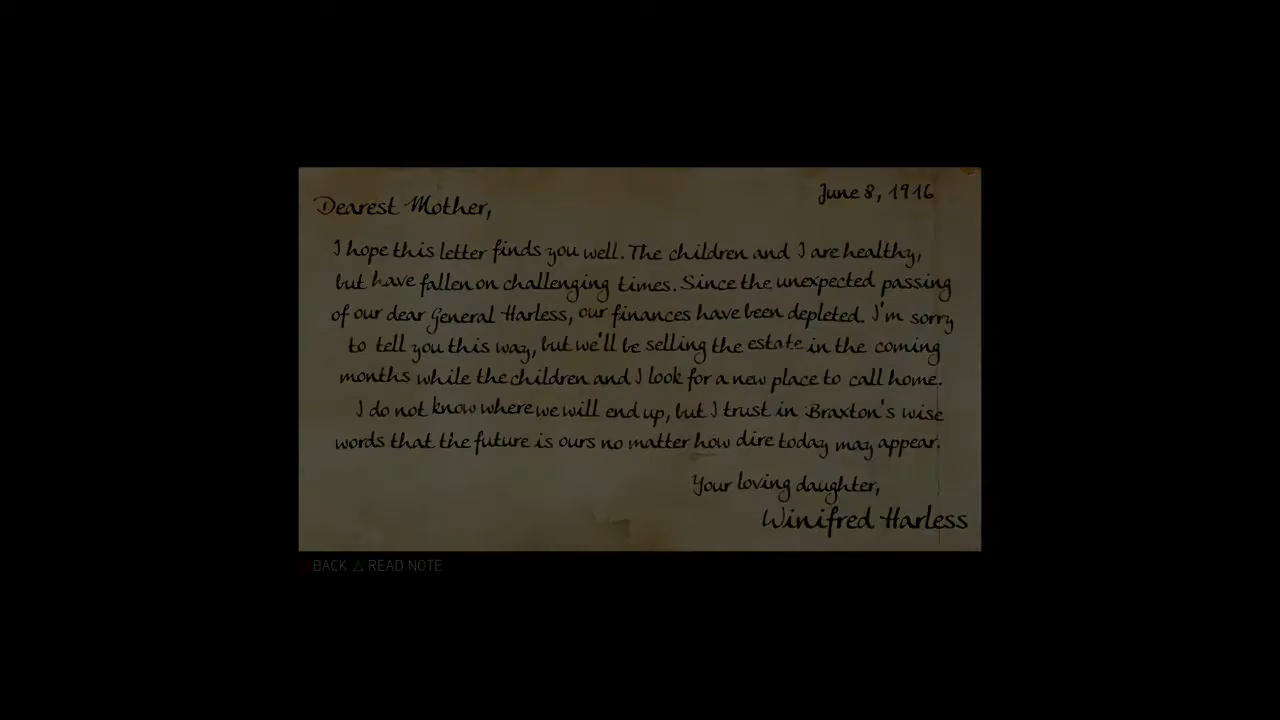 June 8, 1916
Dearest Mother,
I hope this letter finds you well. The children and I are healthy,
but have fallen on challenging times. Since the unexpected passing
of our dear General Harless, our finances have been depleted. I'm sorry
to tell you this way, but we'll be selling the estate in the coming
months while the children and I look for a new place to call home.
I do not know where we will end up, but I trust in Braxton's wise
words that the future is ours no matter how dire today may appear.
Your loving daughter,
Winifred Harless
BACK △ READ NOTE